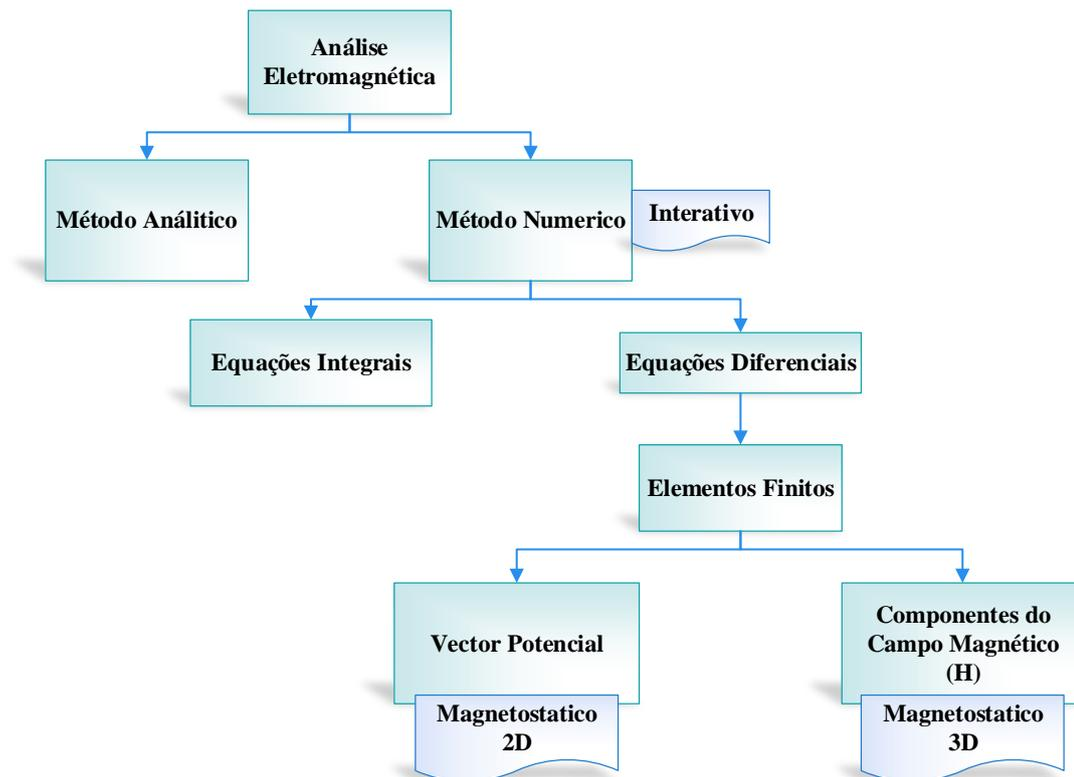 Análise
Eletromagnética
Método Análitico
Método Numerico
Interativo
Equações Integrais
Equações Diferenciais
Elementos Finitos
Vector Potencial
Magnetostatico
2D
Componentes do
Campo Magnético
(H)
Magnetostatico
3D